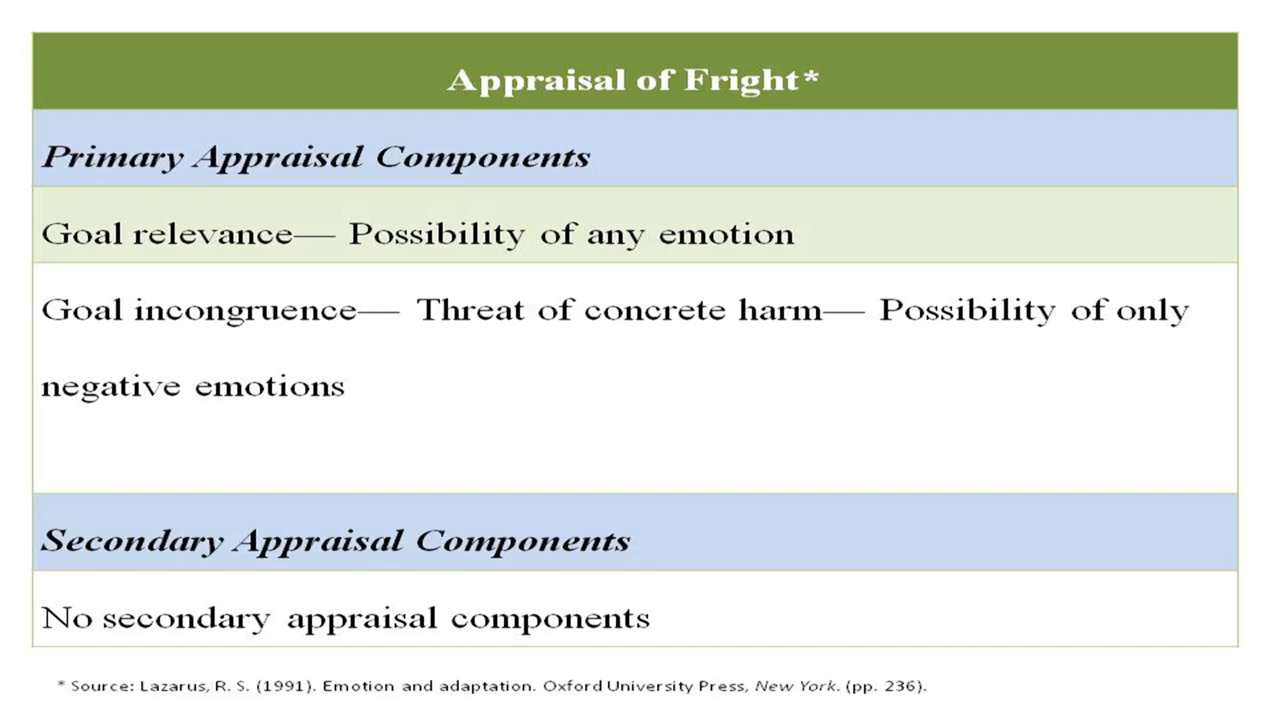 Appraisal of Fright*
Primary Appraisal Components
Goal relevance— Possibility of any emotion
Goal incongruence— Threat of concrete harm— Possibility of only
negative emotions
Secondary Appraisal Components
No secondary appraisal components
* Source: Lazarus, R. S. (1991). Emotion and adaptation. Oxford University Press, New York. (pp. 236).